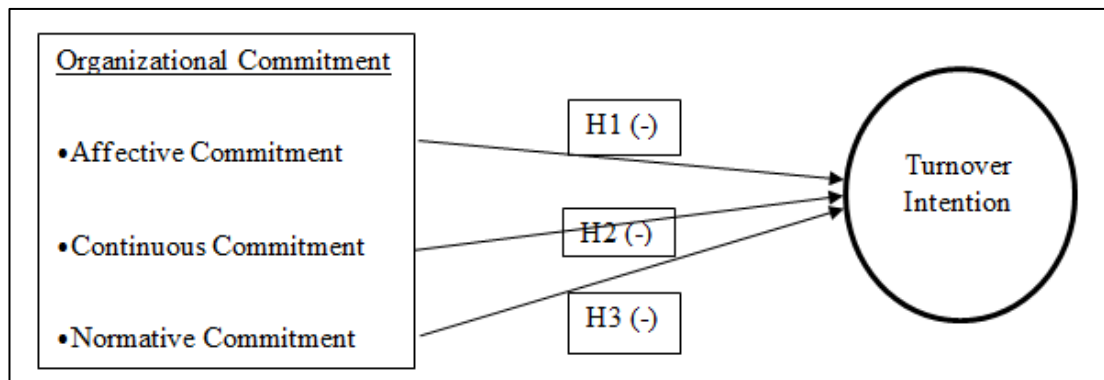 Organizational Commitment
•Affective Commitment
•Continuous Commitment
•Normative Commitment
H1 (-)
H2 (-)
H3 (-)
Turnover
Intention